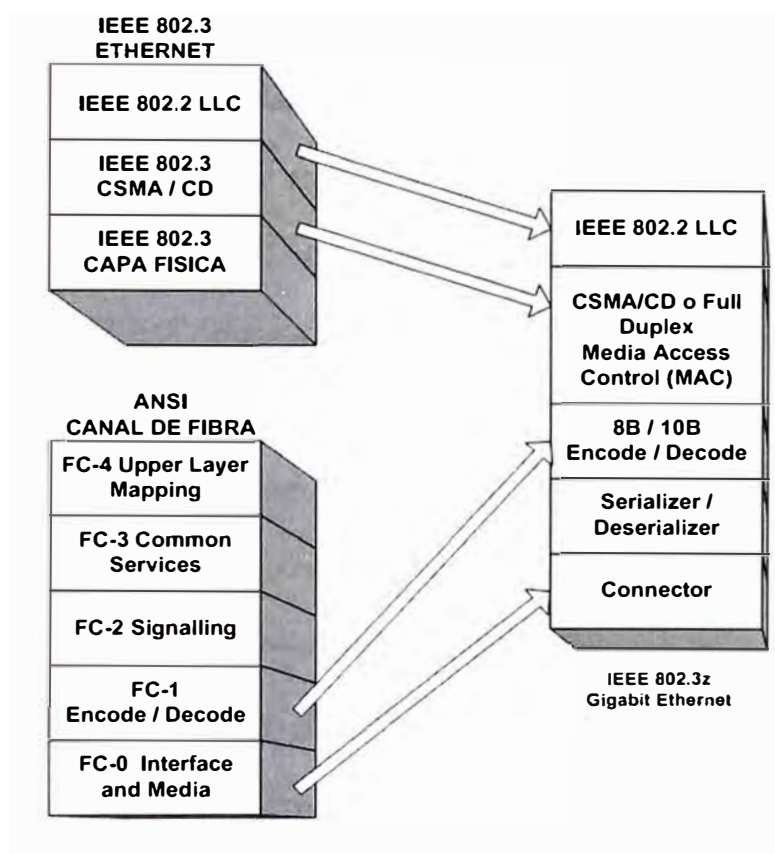 IEEE 802.3
ETHERNET
IEEE 802.2 LLC
IEEE 802.3
CSMA / CD
IEEE 802.3
CAPA FISICA
ANSI
CANAL DE FIBRA
FC-4 Upper Layer
Mapping
FC-3 Common
Services
FC-2 Signalling
FC-1
Encode / Decode
FC-0 Interface
and Media
IEEE 802.2 LLC
CSMA/CD o Full
Duplex
Media Access
Control (MAC)
8B / 10B
Encode / Decode
Serializer /
Deserializer
Connector
IEEE 802.3z
Gigabit Ethernet